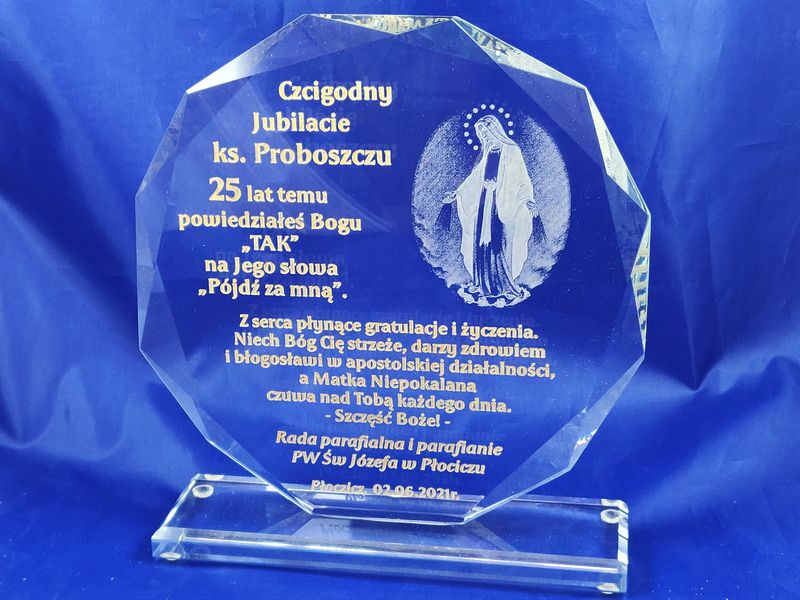 Czcigodny
Jubilacie
ks. Proboszczu
25 lat temu
powiedziałeś Bogu
„TAK”
na Jego słowa
„Pójdź za mną”.
Z serca płynące gratulacje i życzenia.
Niech Bóg Cię strzeże, darzy zdrowiem
i błogosławi w apostolskiej działalności,
a Matka Niepokalana
czuwa nad Tobą każdego dnia.
- Szczęść Boże! -
Rada parafialna i parafianie
PW Św Józefa w Płociczu
Płoczicz, 02.06.2021r.